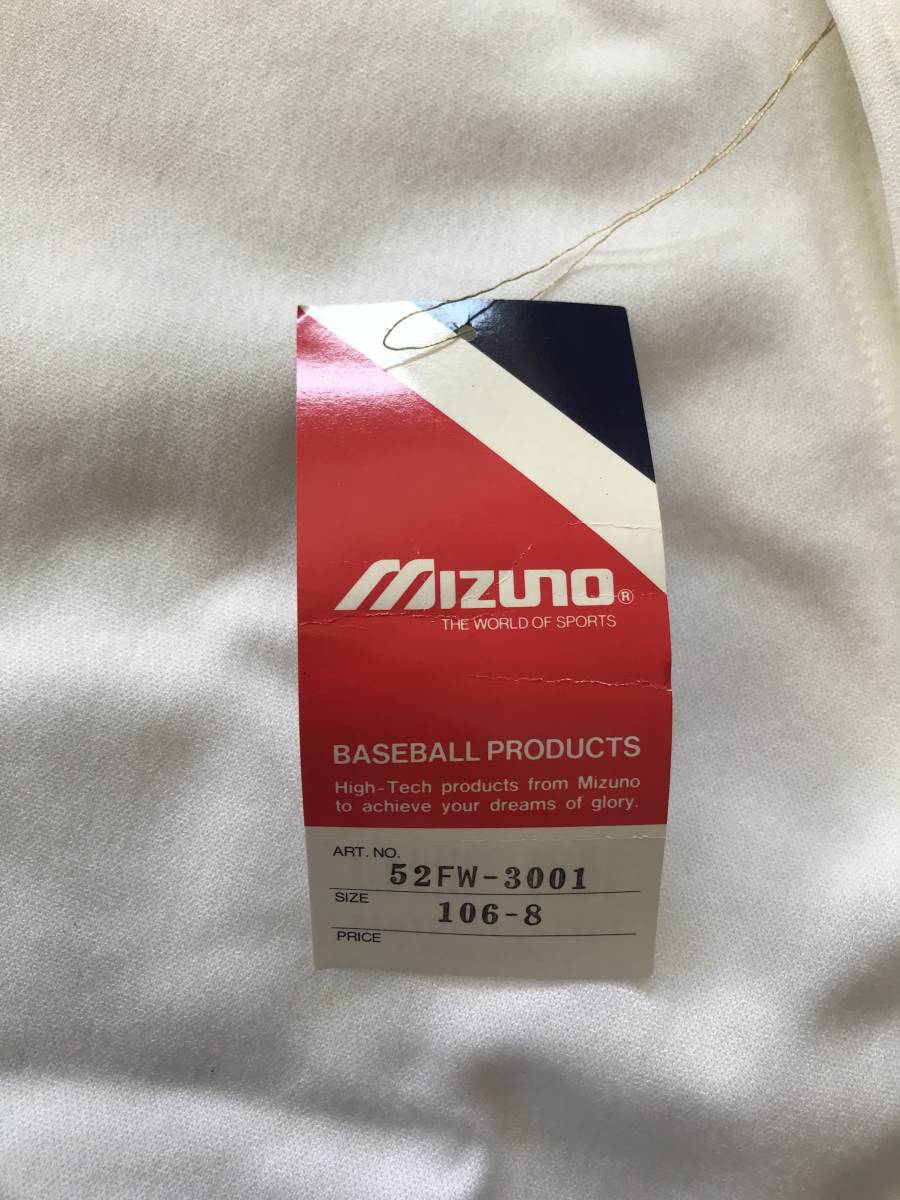 MIZUNO®
THE WORLD OF SPORTS
BASEBALL PRODUCTS
High-Tech products from Mizuno
to achieve your dreams of glory.
ART. NO.
52FW-3001
SIZE
106-8
PRICE